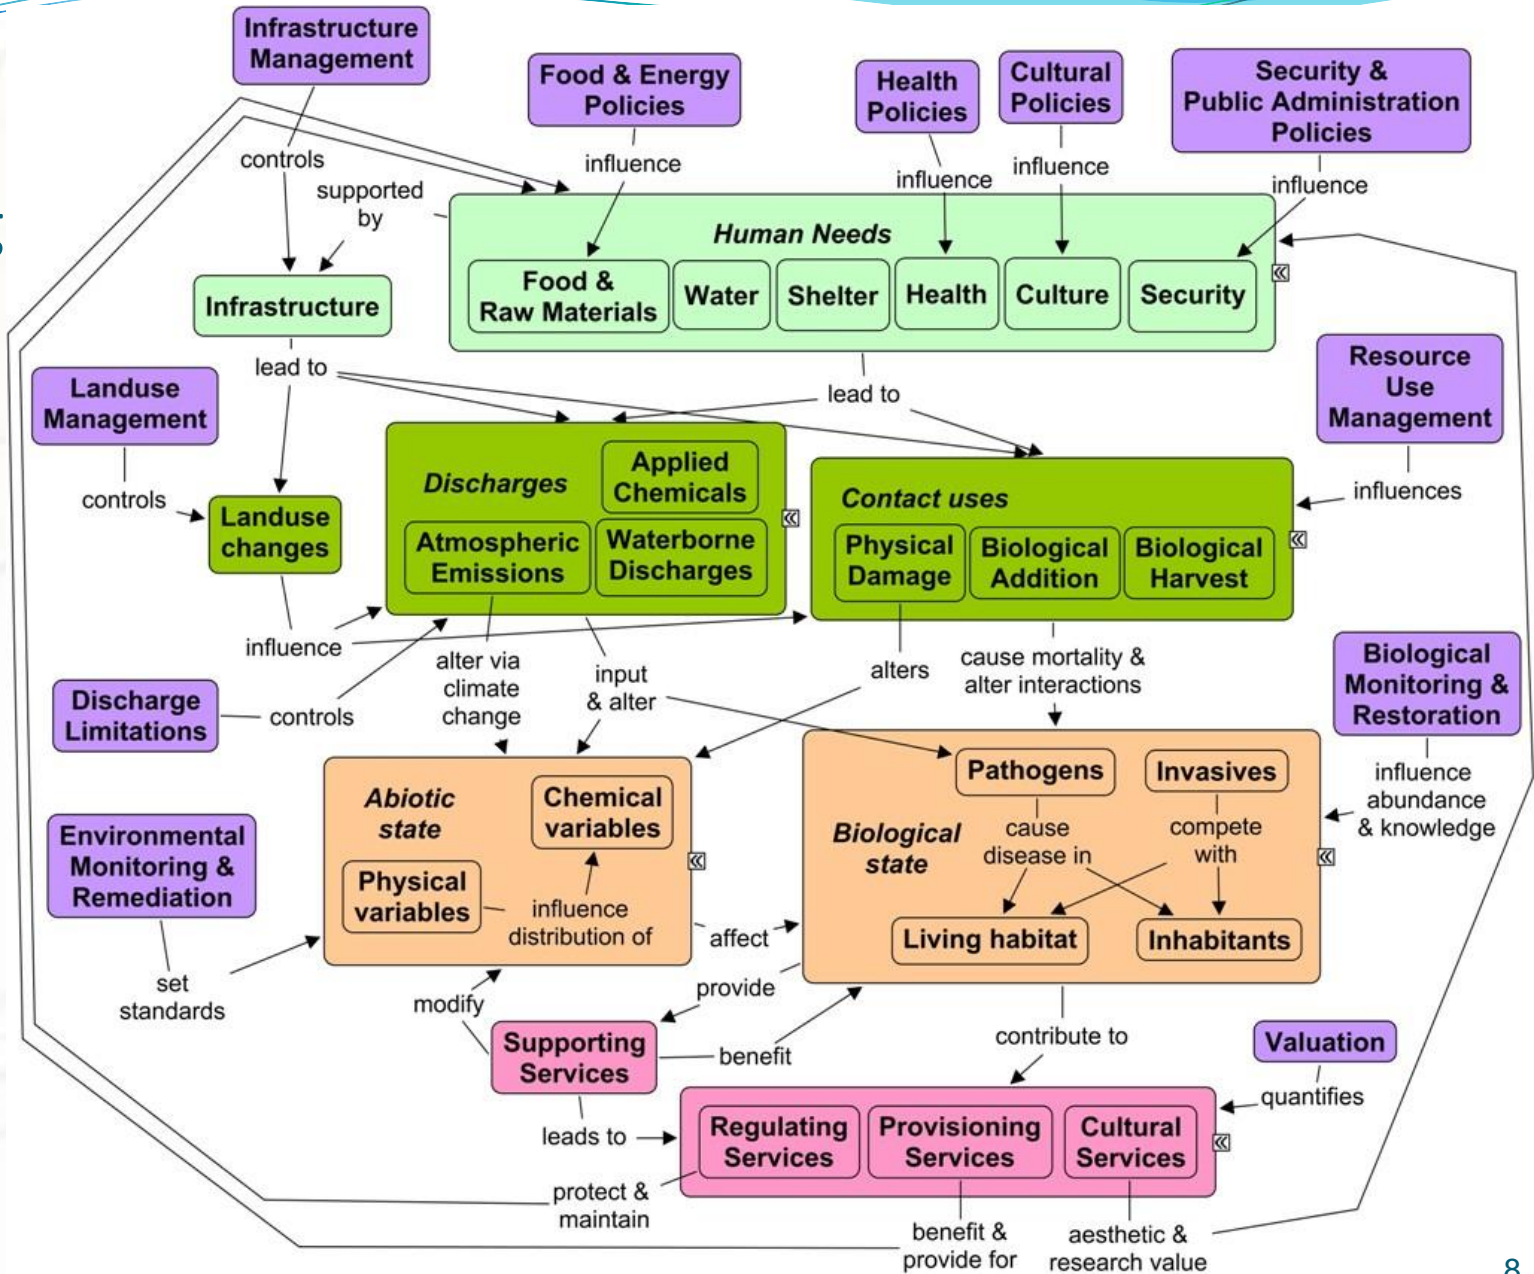 Infrastructure
Management
Food & Energy
Policies
Health
Policies
Cultural
Policies
Security &
Public Administration
Policies
controls
influence
influence
influence
influence
supported
by
Human Needs
Food &
Raw Materials
Water
Shelter
Health
Culture
Security
Infrastructure
lead to
lead to
Resource
Use
Management
Landuse
Management
controls
influences
Landuse
changes
Discharges
Applied
Chemicals
Atmospheric
Emissions
Waterborne
Discharges
Contact uses
Physical
Damage
Biological
Addition
Biological
Harvest
influence
alter via
climate
change
input
& alter
alters
cause mortality &
alter interactions
Biological
Monitoring &
Restoration
Discharge
Limitations
controls
influence
abundance
& knowledge
Abiotic
state
Chemical
variables
Physical
variables
influence
distribution of
Biological
state
Pathogens
Invasives
cause
disease in
compete
with
Living habitat
Inhabitants
Environmental
Monitoring &
Remediation
set
standards
affect
provide
modify
Supporting
Services
benefit
contribute to
Valuation
quantifies
leads to
Regulating
Services
Provisioning
Services
Cultural
Services
protect &
maintain
benefit &
provide for
aesthetic &
research value
8